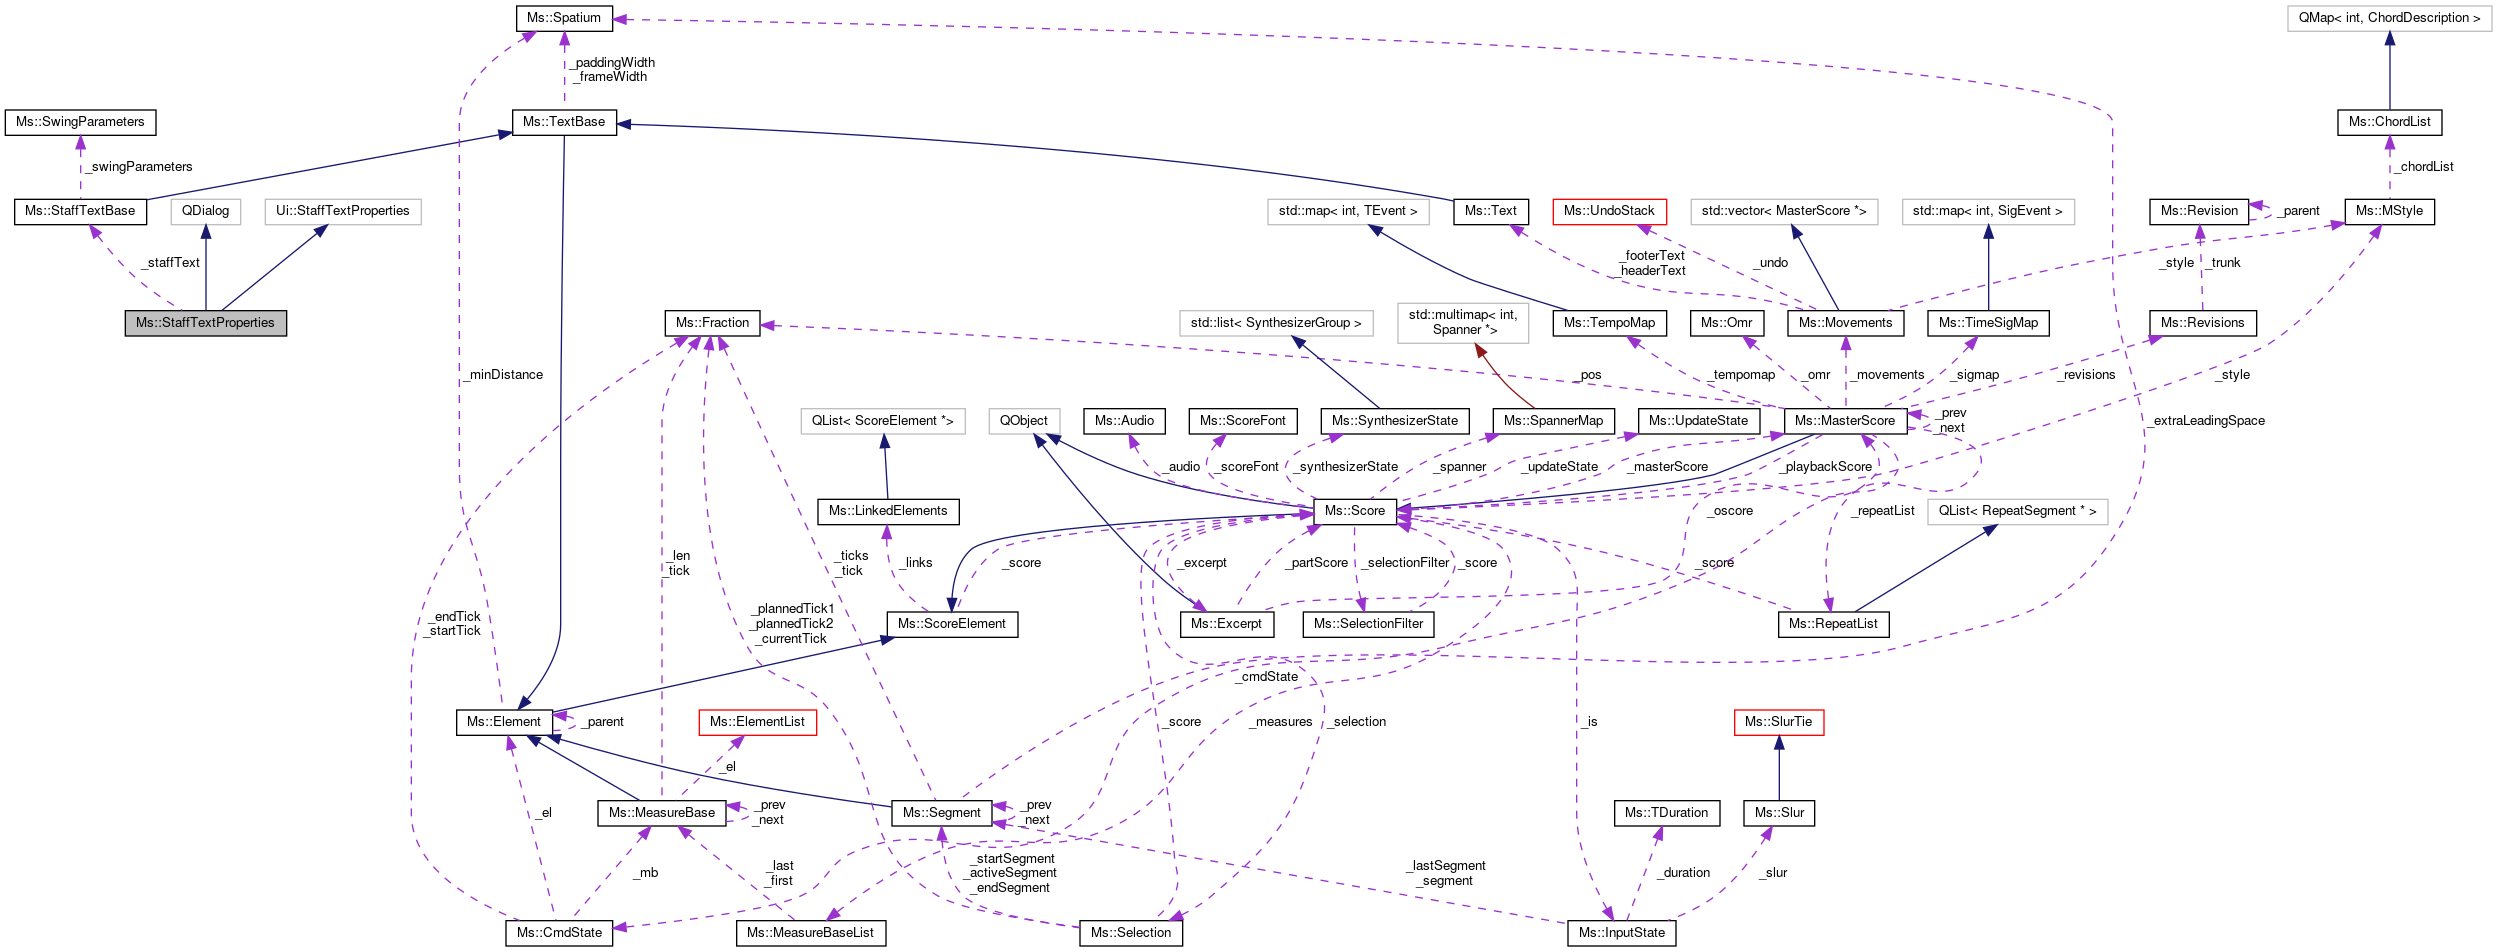 Ms::Spatium
QMap< int, ChordDescription >
_paddingWidth
_frameWidth
Ms::SwingParameters
Ms::TextBase
Ms::ChordList
_swingParameters
_chordList
Ms::StaffTextBase
QDialog
Ui::StaffTextProperties
std::map< int, TEvent >
Ms::Text
Ms::UndoStack
std::vector< MasterScore *>
std::map< int, SigEvent >
Ms::Revision
_parent
Ms::MStyle
_staffText
_footerText
_headerText
_undo
_style
_trunk
Ms::StaffTextProperties
Ms::Fraction
std::list< SynthesizerGroup >
std::multimap< int,
Spanner *>
Ms::TempoMap
Ms::Omr
Ms::Movements
Ms::TimeSigMap
Ms::Revisions
_minDistance
_pos
_tempomap
_omr
_movements
_sigmap
_revisions
_style
QList< ScoreElement *>
QObject
Ms::Audio
Ms::ScoreFont
Ms::SynthesizerState
Ms::SpannerMap
Ms::UpdateState
Ms::MasterScore
_prev
_next
_extraLeadingSpace
_audio
_scoreFont
_synthesizerState
_spanner
_updateState
_masterScore
_playbackScore
Ms::LinkedElements
Ms::Score
_oscore
_repeatList
QList< RepeatSegment * >
_len
_tick
_ticks
_tick
_links
_score
_excerpt
_partScore
_selectionFilter
_score
_score
_endTick
_startTick
_plannedTick1
_plannedTick2
_currentTick
Ms::ScoreElement
Ms::Excerpt
Ms::SelectionFilter
Ms::RepeatList
_cmdState
Ms::Element
_parent
Ms::ElementList
_score
_measures
_selection
_is
Ms::SlurTie
_el
_el
Ms::MeasureBase
_prev
_next
Ms::Segment
_prev
_next
Ms::TDuration
Ms::Slur
_mb
_last
_first
_startSegment
_activeSegment
_endSegment
_lastSegment
_segment
_duration
_slur
Ms::CmdState
Ms::MeasureBaseList
Ms::Selection
Ms::InputState